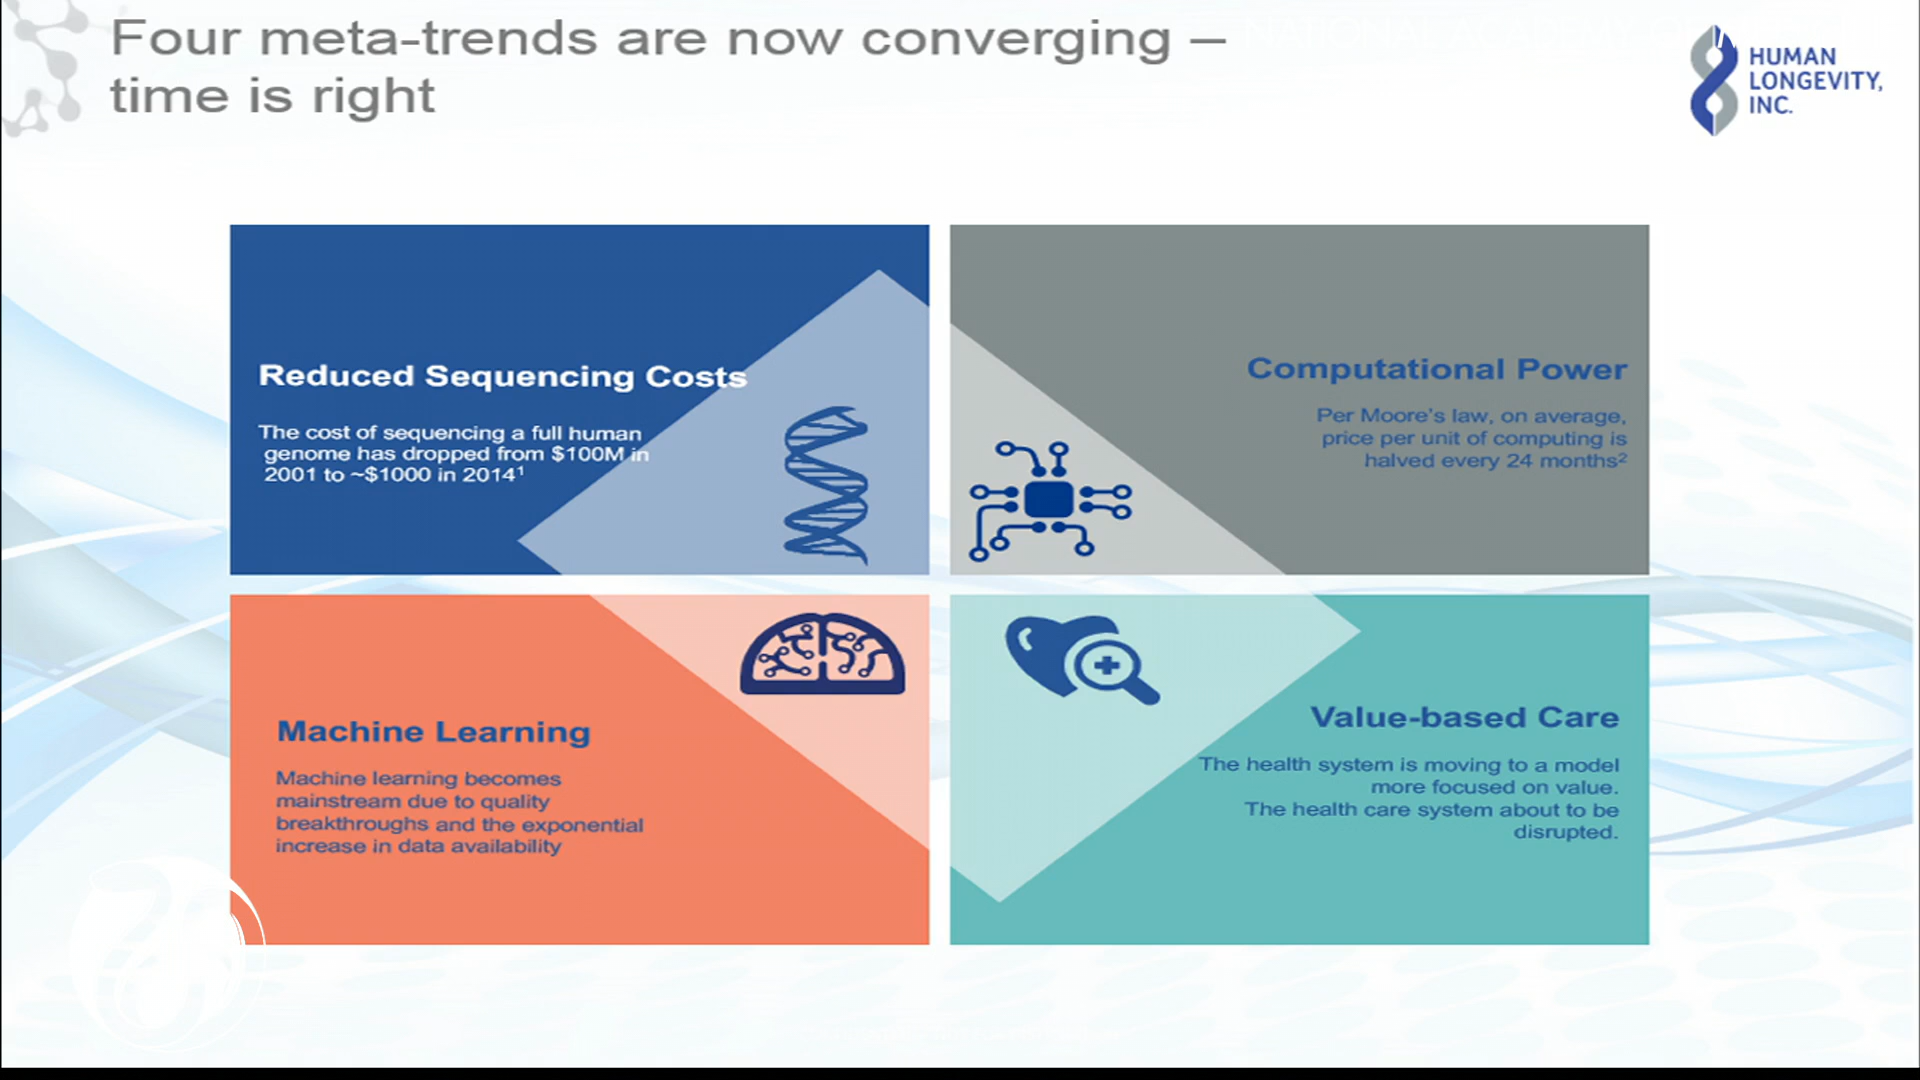 Four meta-trends are now converging –
time is right
NATIONAL ACADEMY OF
HUMAN
LONGEVITY,
INC.
Reduced Sequencing Costs
The cost of sequencing a full human
genome has dropped from $100M in
2001 to ~$1000 in 2014¹
Computational Power
Per Moore's law, on average,
price per unit of computing is
halved every 24 months²
Machine Learning
Machine learning becomes
mainstream due to quality
breakthroughs and the exponential
increase in data availability
Value-based Care
The health system is moving to a model
more focused on value.
The health care system about to be
disrupted.